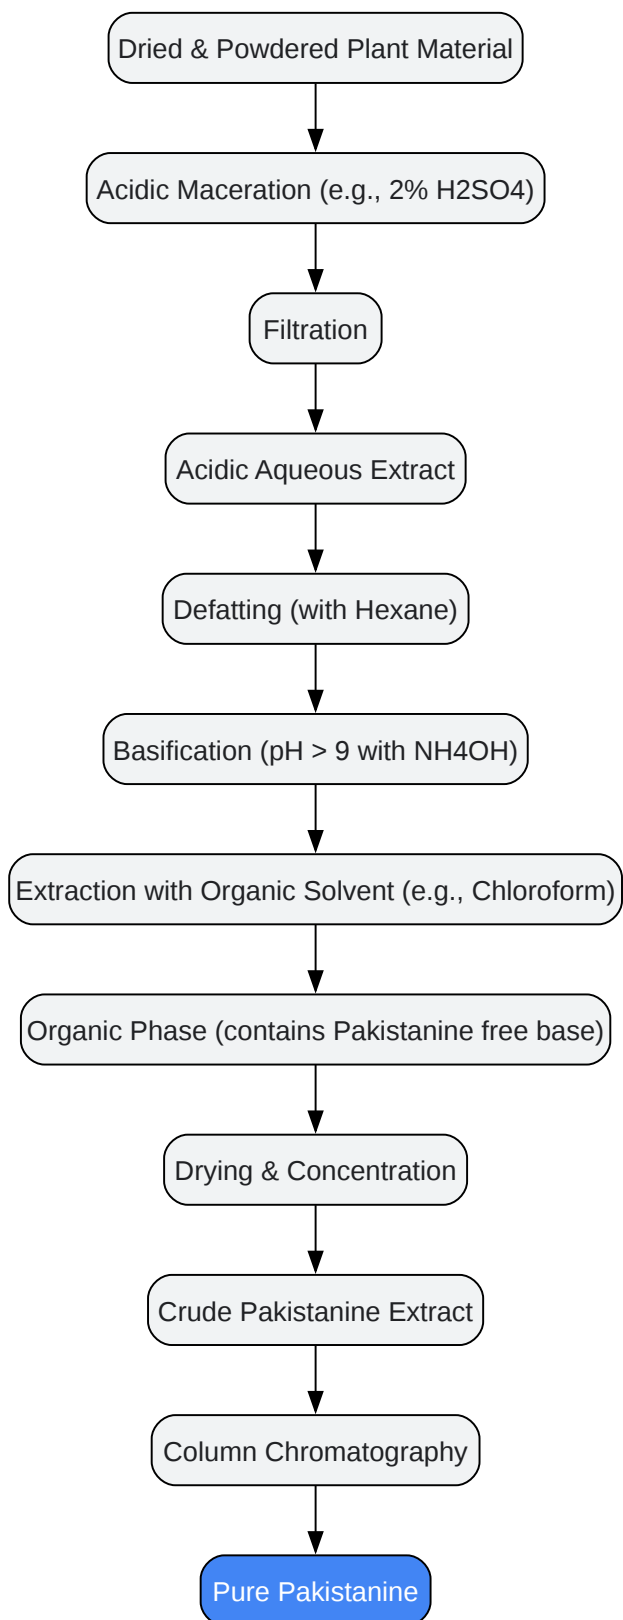 Dried & Powdered Plant Material
Acidic Maceration (e.g., 2% H2SO4)
Filtration
Acidic Aqueous Extract
Defatting (with Hexane)
Basification (pH > 9 with NH4OH)
Extraction with Organic Solvent (e.g., Chloroform)
Organic Phase (contains Pakistanine free base)
Drying & Concentration
Crude Pakistanine Extract
Column Chromatography
Pure Pakistanine